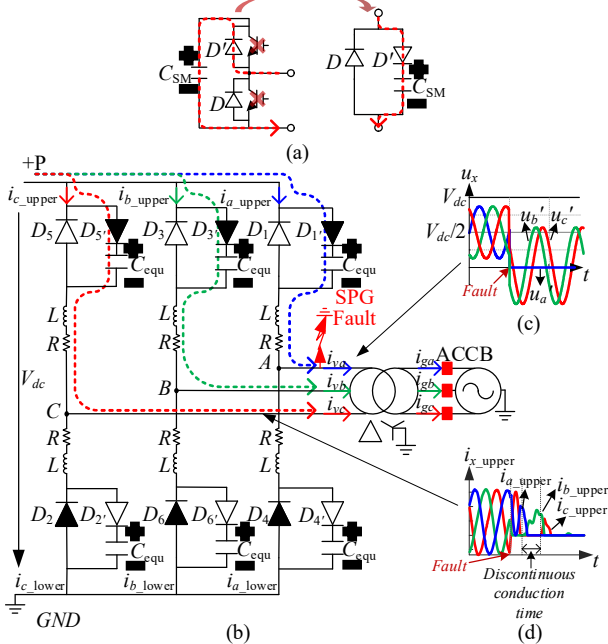 D'
C_SM
D
D
D'
C_SM
(a)
+P
i_c_upper
i_b_upper
i_a_upper
D_5
D_5'
D_3
D_3'
D_1
D_1'
C_equ
C_equ
C_equ
SPG
Fault
L
L
L
R
R
R
A
i_va
i_ga
ACCB
V_dc
B
i_vb
i_gb
C
i_vc
i_gc
R
R
R
L
L
L
D_2
D_2'
D_6
D_6'
D_4
D_4'
C_equ
C_equ
C_equ
i_c_lower
i_b_lower
i_a_lower
GND
(b)
u_x
V_dc
u_b'
u_c'
V_dc/2
t
Fault
u_a'
(c)
i_x_upper
i_a_upper
i_b_upper
i_c_upper
t
Fault
Discontinuous
conduction
time
(d)